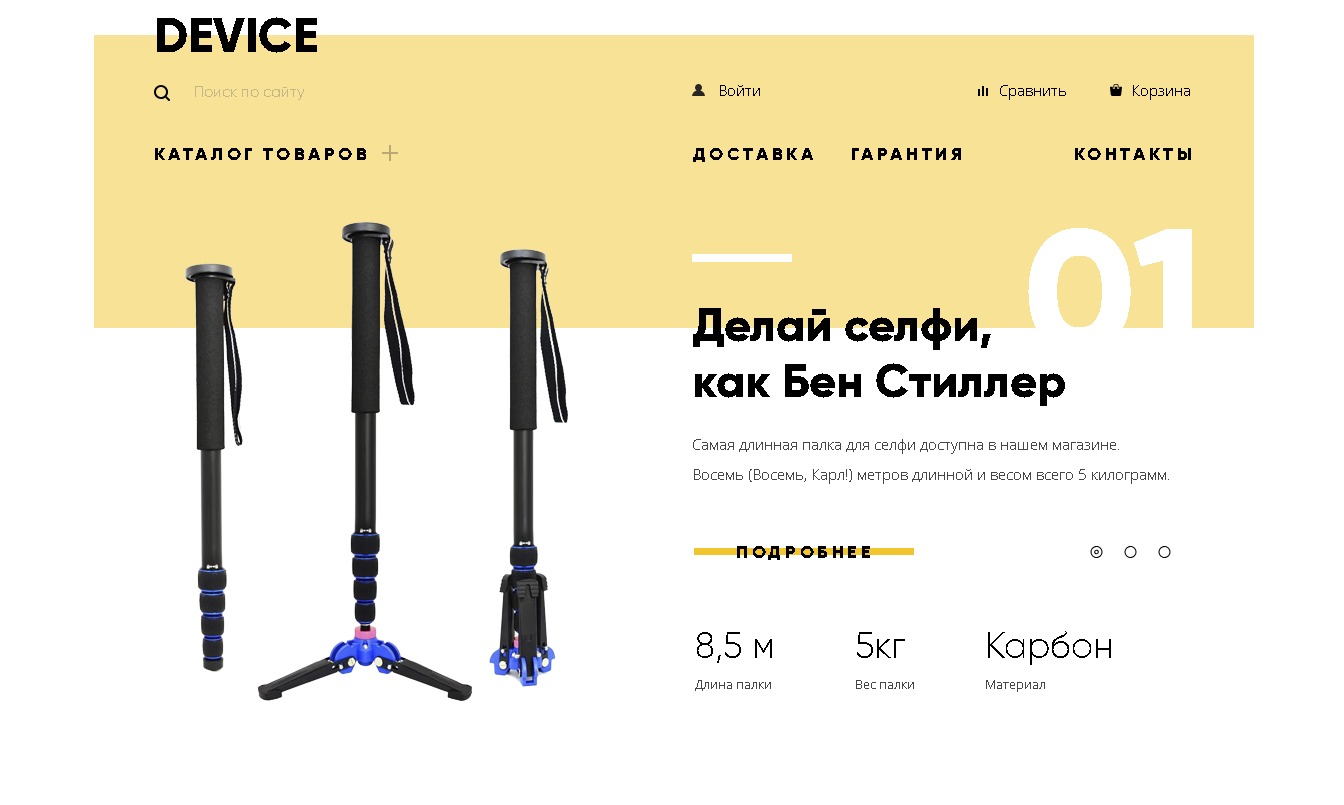 DEVICE
Поиск по сайту
Войти
Сравнить
Корзина
КАТАЛОГ ТОВАРОВ
ДОСТАВКА
ГАРАНТИЯ
КОНТАКТЫ
01
Делай селфи,
как Бен Стиллер
Самая длинная палка для селфи доступна в нашем магазине.
Восемь (Восемь, Карл!) метров длинной и весом всего 5 килограмм.
ПОДРОБНЕЕ
8,5 м
5кг
Карбон
Длина палки
Вес палки
Материал